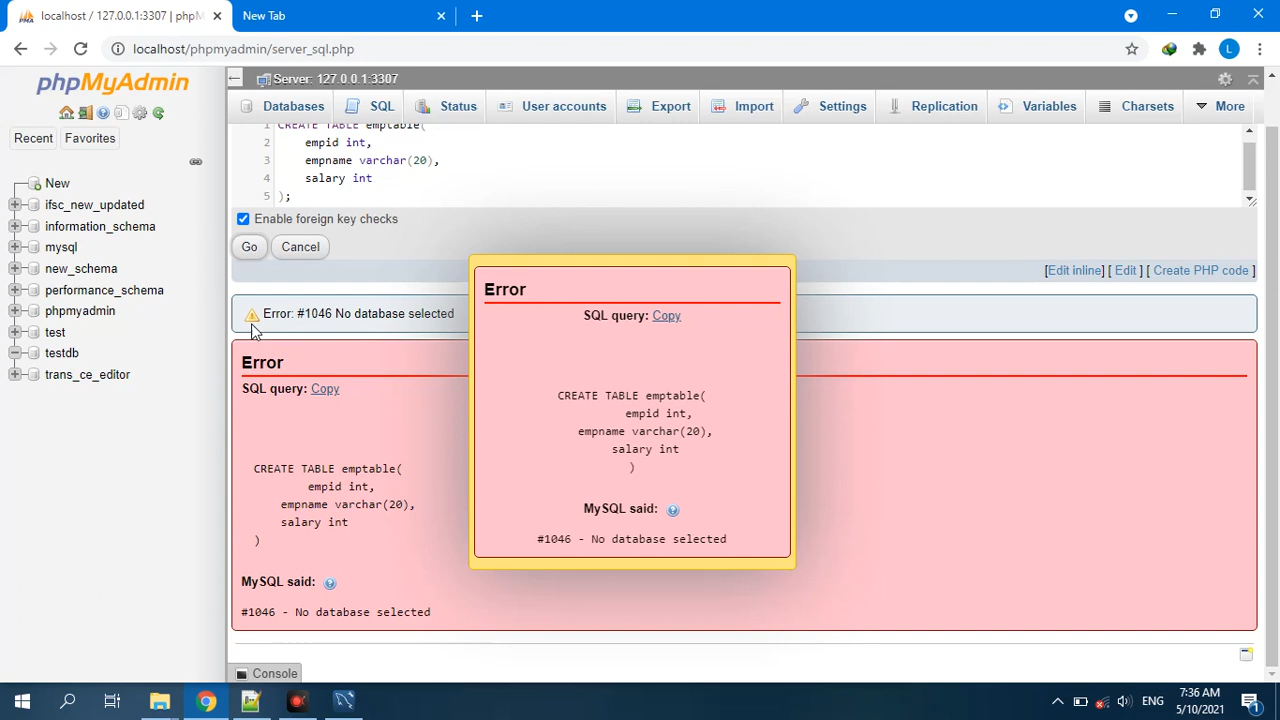 localhost / 127.0.0.1:3307 | phpM
New Tab
localhost/phpmyadmin/server_sql.php
L
phpMyAdmin
Recent
Favorites
New
ifsc_new_updated
information_schema
mysql
new_schema
performance_schema
phpmyadmin
test
testdb
trans_ce_editor
Server: 127.0.0.1:3307
Databases
SQL
Status
User accounts
Export
Import
Settings
Replication
Variables
Charsets
More
1 CREATE TABLE emptable(
2 empid int,
3 empname varchar(20),
4 salary int
5 );
Enable foreign key checks
Go
Cancel
[Edit inline] [ Edit ] [ Create PHP code ]
Error: #1046 No database selected
Error
SQL query: Copy
CREATE TABLE emptable(
empid int,
empname varchar(20),
salary int
)
MySQL said:
#1046 - No database selected
Error
SQL query: Copy
CREATE TABLE emptable(
empid int,
empname varchar(20),
salary int
)
MySQL said:
#1046 - No database selected
Console
ENG
7:36 AM
5/10/2021
1